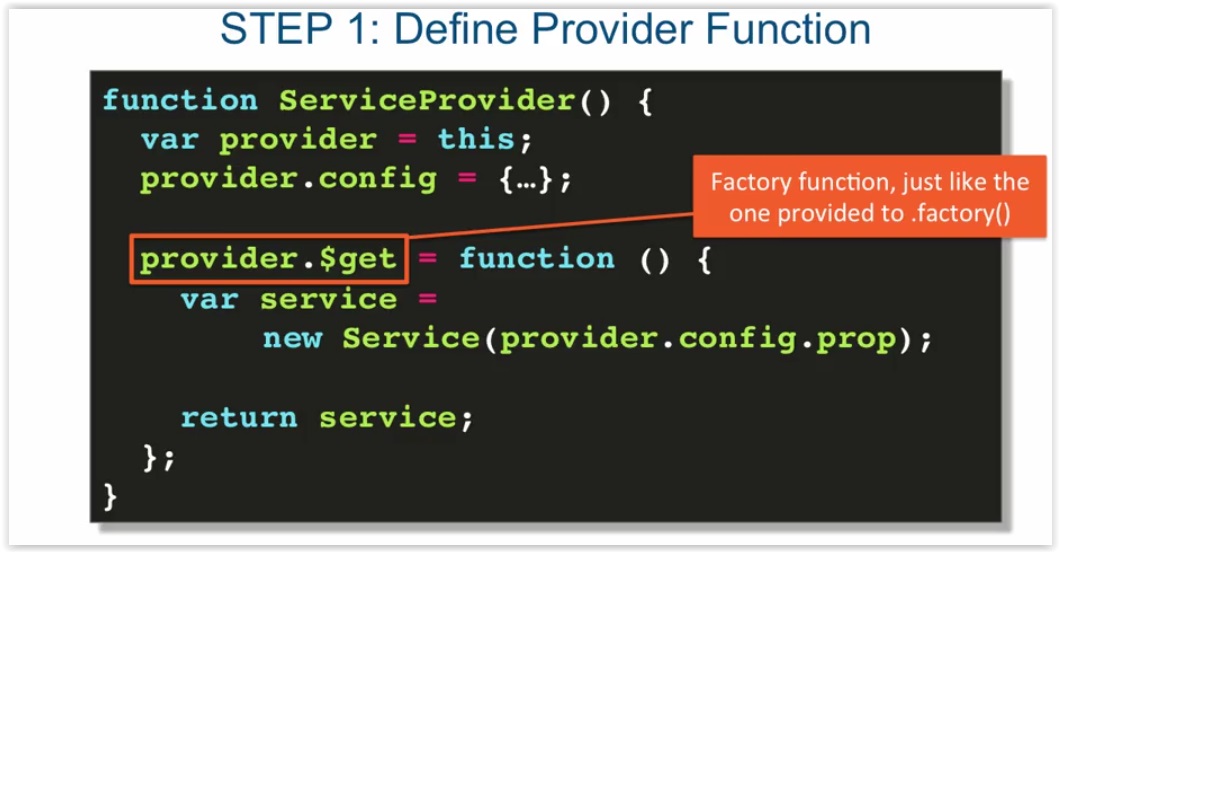 STEP 1: Define Provider Function
function ServiceProvider() {
var provider = this;
provider.config = {…};
Factory function, just like the
one provided to .factory()
provider.$get = function () {
var service =
new Service(provider.config.prop);
return service;
};
}